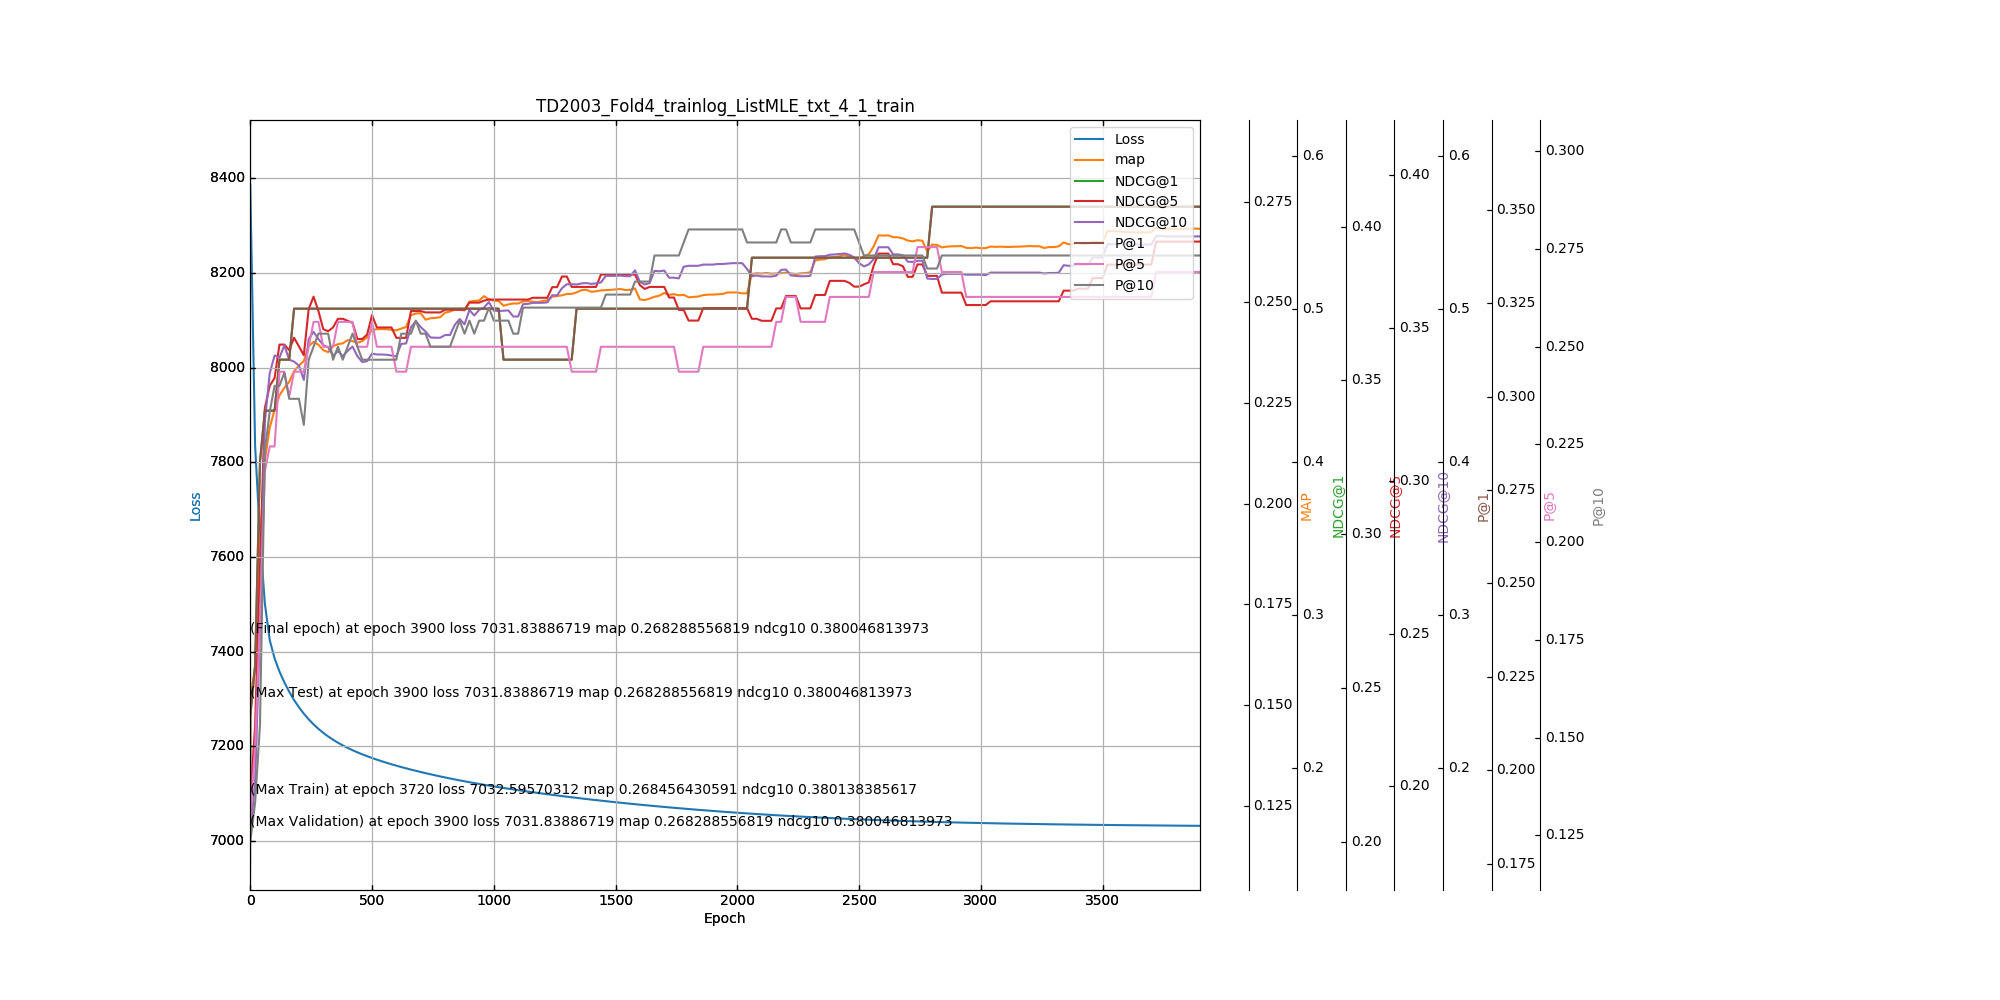 TD2003_Fold4_trainlog_ListMLE_txt_4_1_train
Loss
map
NDCG@1
NDCG@5
NDCG@10
P@1
P@5
P@10
8400
8200
8000
7800
7600
7400
7200
7000
Loss
(Final epoch) at epoch 3900 loss 7031.83886719 map 0.268288556819 ndcg10 0.380046813973
(Max Test) at epoch 3900 loss 7031.83886719 map 0.268288556819 ndcg10 0.380046813973
(Max Train) at epoch 3720 loss 7032.59570312 map 0.268456430591 ndcg10 0.380138385617
(Max Validation) at epoch 3900 loss 7031.83886719 map 0.268288556819 ndcg10 0.380046813973
0 500 1000 1500 2000 2500 3000 3500
Epoch
0.275
0.250
0.225
0.200
0.175
0.150
0.125
MAP
0.6
0.5
0.4
0.3
0.2
NDCG@1
0.40
0.35
0.30
0.25
0.20
NDCG@5
0.40
0.35
0.30
0.25
0.20
NDCG@10
0.6
0.5
0.4
0.3
0.2
P@1
0.350
0.325
0.300
0.275
0.250
0.225
0.200
0.175
P@5
0.300
0.275
0.250
0.225
0.200
0.175
0.150
0.125
P@10